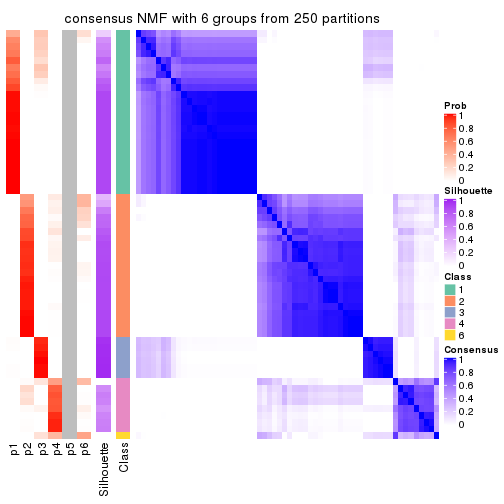 consensus NMF with 6 groups from 250 partitions
Prob
1
0.8
0.6
0.4
0.2
0
Silhouette
1
0.8
0.6
0.4
0.2
0
Class
1
2
3
4
6
Consensus
1
0.8
0.6
0.4
0.2
0
p1
p2
p3
p4
p5
p6
Silhouette
Class